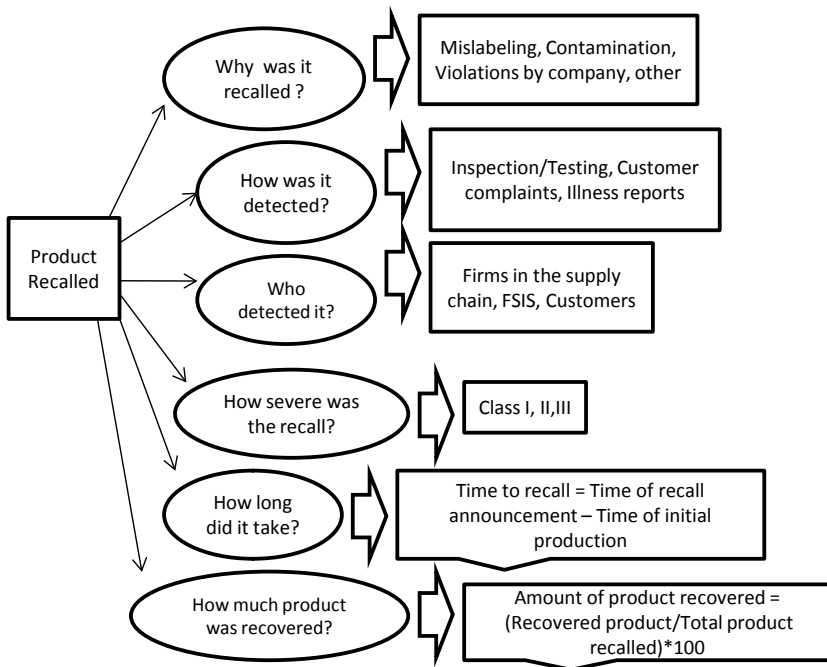 Product
Recalled
Why was it
recalled ?
Mislabeling, Contamination,
Violations by company, other
How was it
detected?
Inspection/Testing, Customer
complaints, Illness reports
Who
detected it?
Firms in the supply
chain, FSIS, Customers
How severe was
the recall?
Class I, II,III
How long
did it take?
Time to recall = Time of recall
announcement – Time of initial
production
How much product
was recovered?
Amount of product recovered =
(Recovered product/Total product
recalled)*100